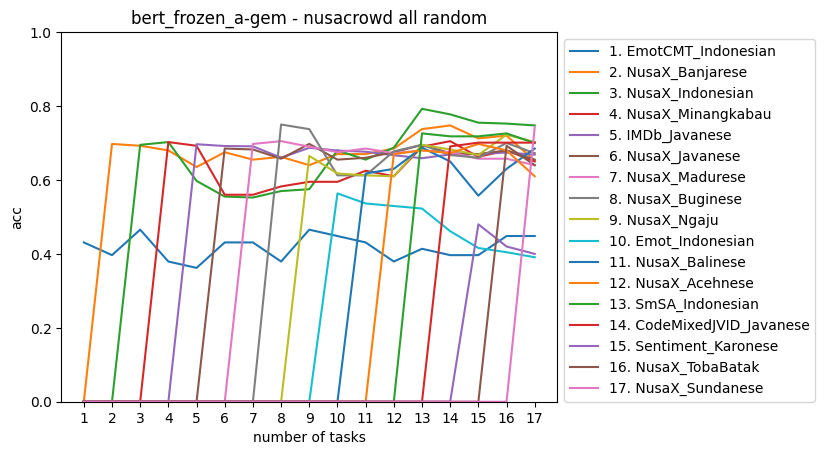 bert_frozen_a-gem - nusacrowd all random
1.0
0.8
0.6
0.4
0.2
0.0
acc
1 2 3 4 5 6 7 8 9 10 11 12 13 14 15 16 17
number of tasks
1. EmotCMT_Indonesian
2. NusaX_Banjarese
3. NusaX_Indonesian
4. NusaX_Minangkabau
5. IMDb_Javanese
6. NusaX_Javanese
7. NusaX_Madurese
8. NusaX_Buginese
9. NusaX_Ngaju
10. Emot_Indonesian
11. NusaX_Balinese
12. NusaX_Acehnese
13. SmSA_Indonesian
14. CodeMixedJVID_Javanese
15. Sentiment_Karonese
16. NusaX_TobaBatak
17. NusaX_Sundanese